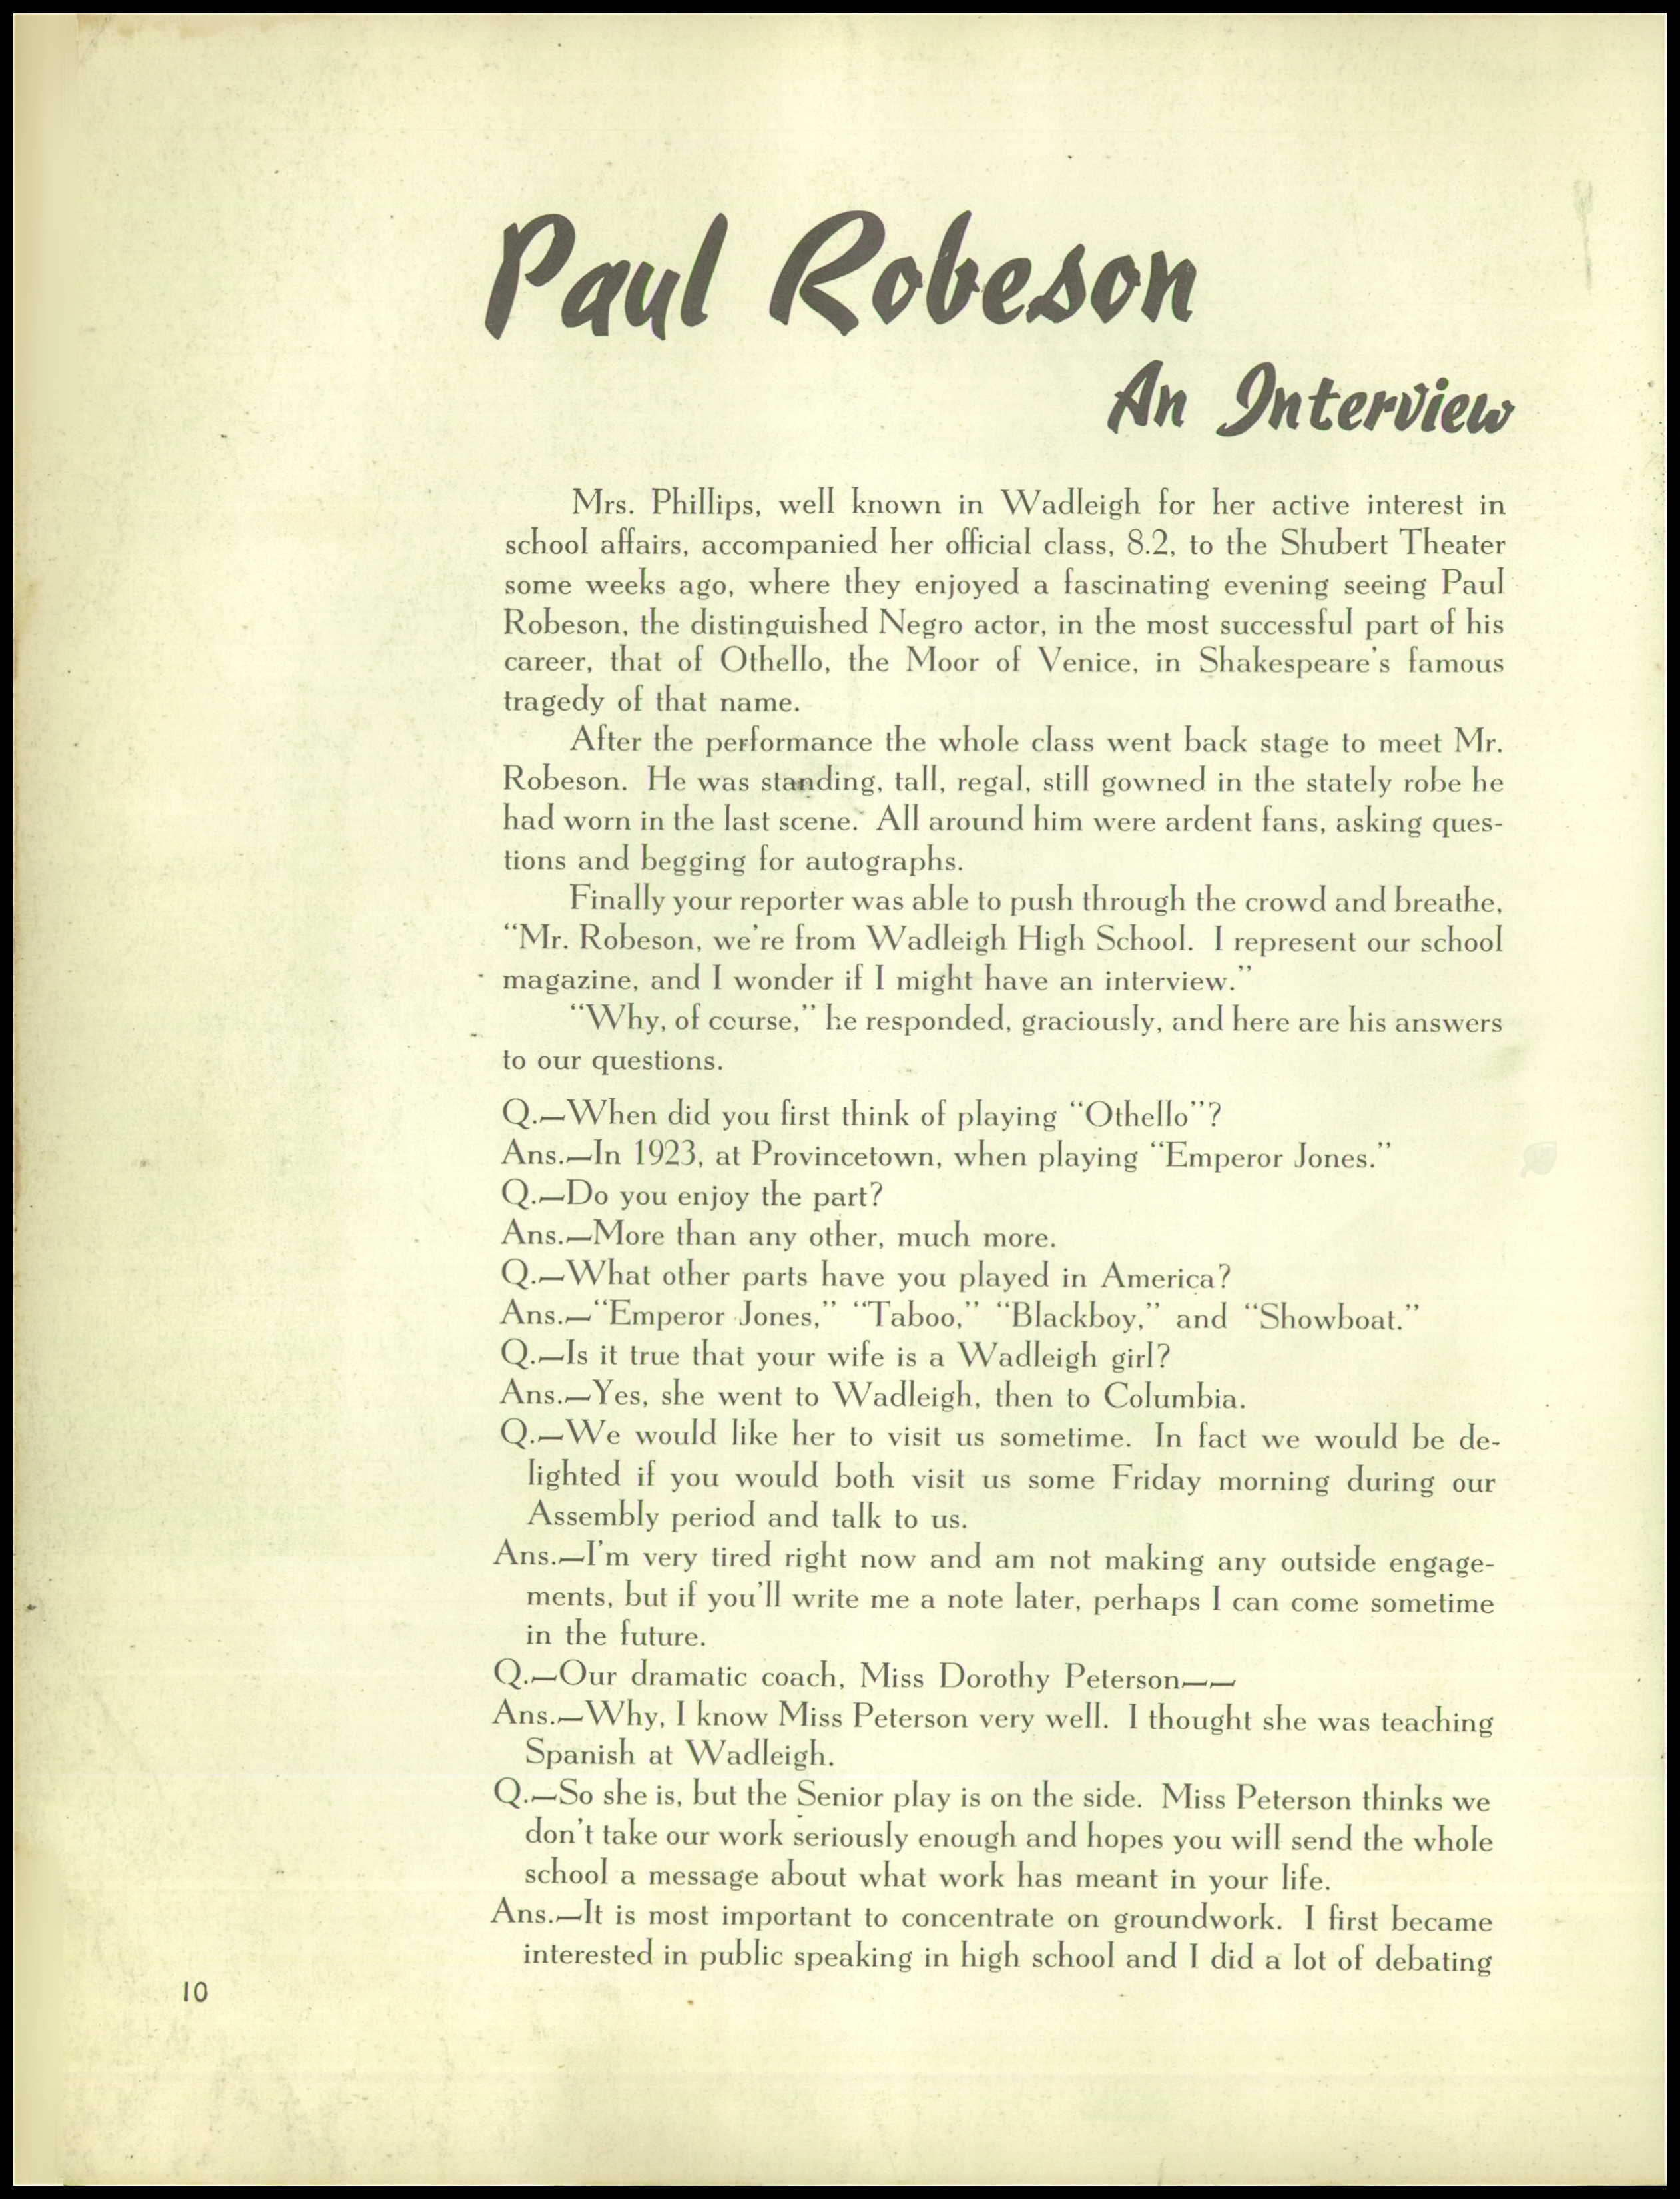 Paul Robeson
An Interview
Mrs. Phillips, well known in Wadleigh for her active interest in
school affairs, accompanied her official class, 8.2, to the Shubert Theater
some weeks ago, where they enjoyed a fascinating evening seeing Paul
Robeson, the distinguished Negro actor, in the most successful part of his
career, that of Othello, the Moor of Venice, in Shakespeare's famous
tragedy of that name.
After the performance the whole class went back stage to meet Mr.
Robeson. He was standing, tall, regal, still gowned in the stately robe he
had worn in the last scene. All around him were ardent fans, asking ques-
tions and begging for autographs.
Finally your reporter was able to push through the crowd and breathe,
“Mr. Robeson, we're from Wadleigh High School. I represent our school
magazine, and I wonder if I might have an interview.”
“Why, of course,” he responded, graciously, and here are his answers
to our questions.
Q.—When did you first think of playing “Othello”?
Ans.—In 1923, at Provincetown, when playing “Emperor Jones.”
Q.—Do you enjoy the part?
Ans.—More than any other, much more.
Q.—What other parts have you played in America?
Ans.—“Emperor Jones,” “Taboo,” “Blackboy,” and “Showboat.”
Q.—Is it true that your wife is a Wadleigh girl?
Ans.—Yes, she went to Wadleigh, then to Columbia.
Q.—We would like her to visit us sometime. In fact we would be de-
lighted if you would both visit us some Friday morning during our
Assembly period and talk to us.
Ans.—I'm very tired right now and am not making any outside engage-
ments, but if you'll write me a note later, perhaps I can come sometime
in the future.
Q.—Our dramatic coach, Miss Dorothy Peterson——
Ans.—Why, I know Miss Peterson very well. I thought she was teaching
Spanish at Wadleigh.
Q.—So she is, but the Senior play is on the side. Miss Peterson thinks we
don't take our work seriously enough and hopes you will send the whole
school a message about what work has meant in your life.
Ans.—It is most important to concentrate on groundwork. I first became
interested in public speaking in high school and I did a lot of debating
10